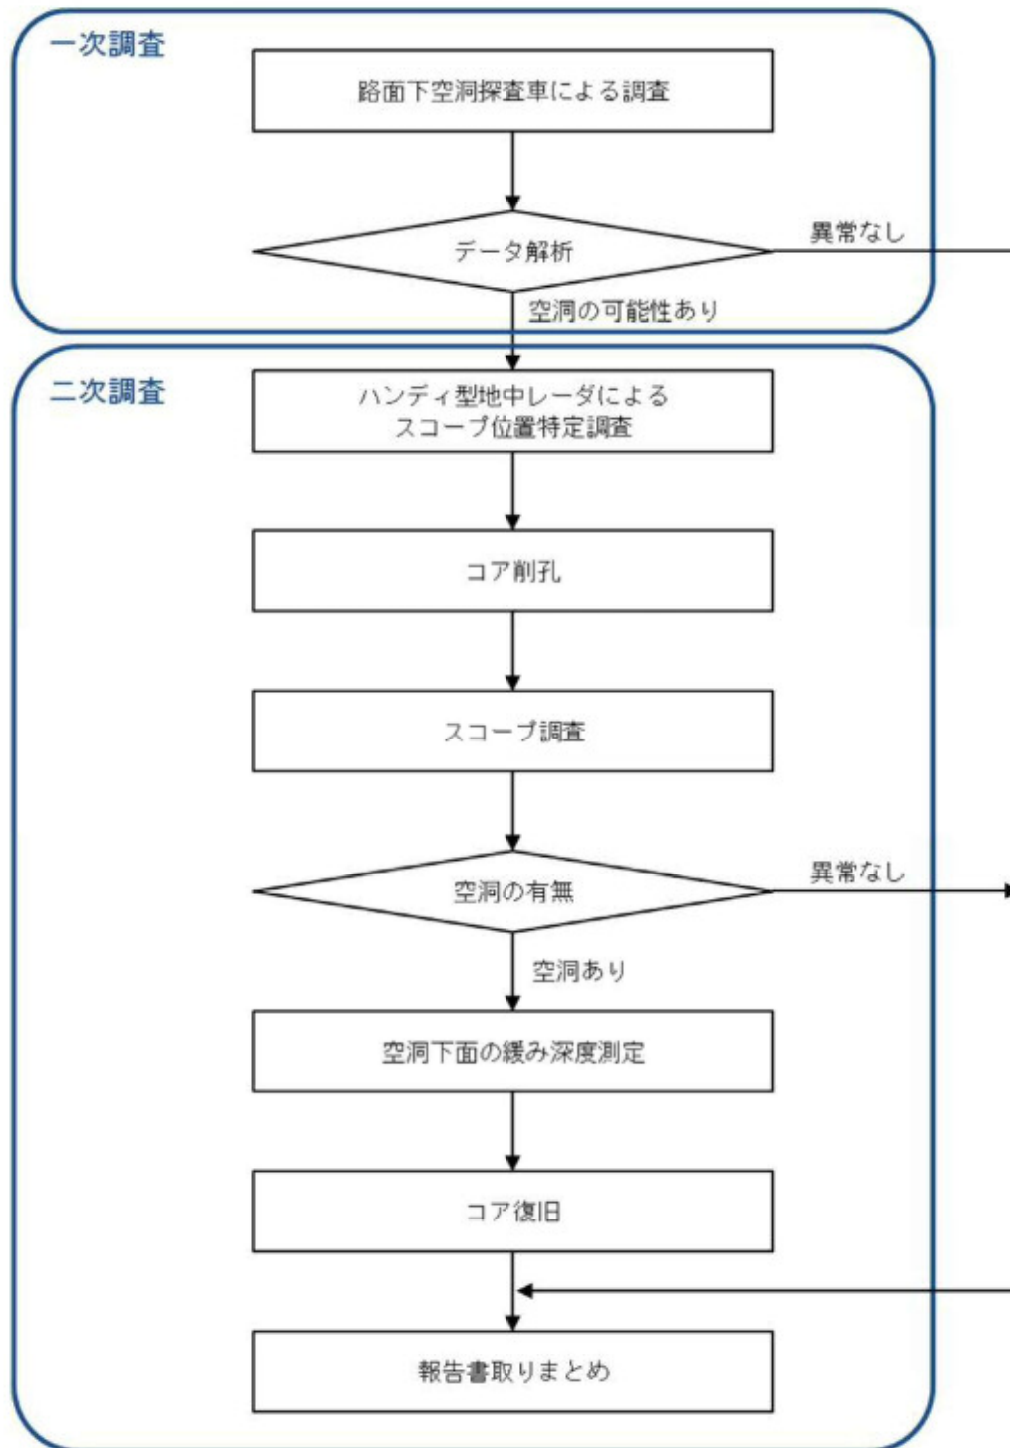 一次調査
路面下空洞探査車による調査
データ解析
異常なし
空洞の可能性あり
二次調査
ハンディ型地中レーダによる
スコープ位置特定調査
コア削孔
スコープ調査
空洞の有無
異常なし
空洞あり
空洞下面の緩み深度測定
コア復旧
報告書取りまとめ